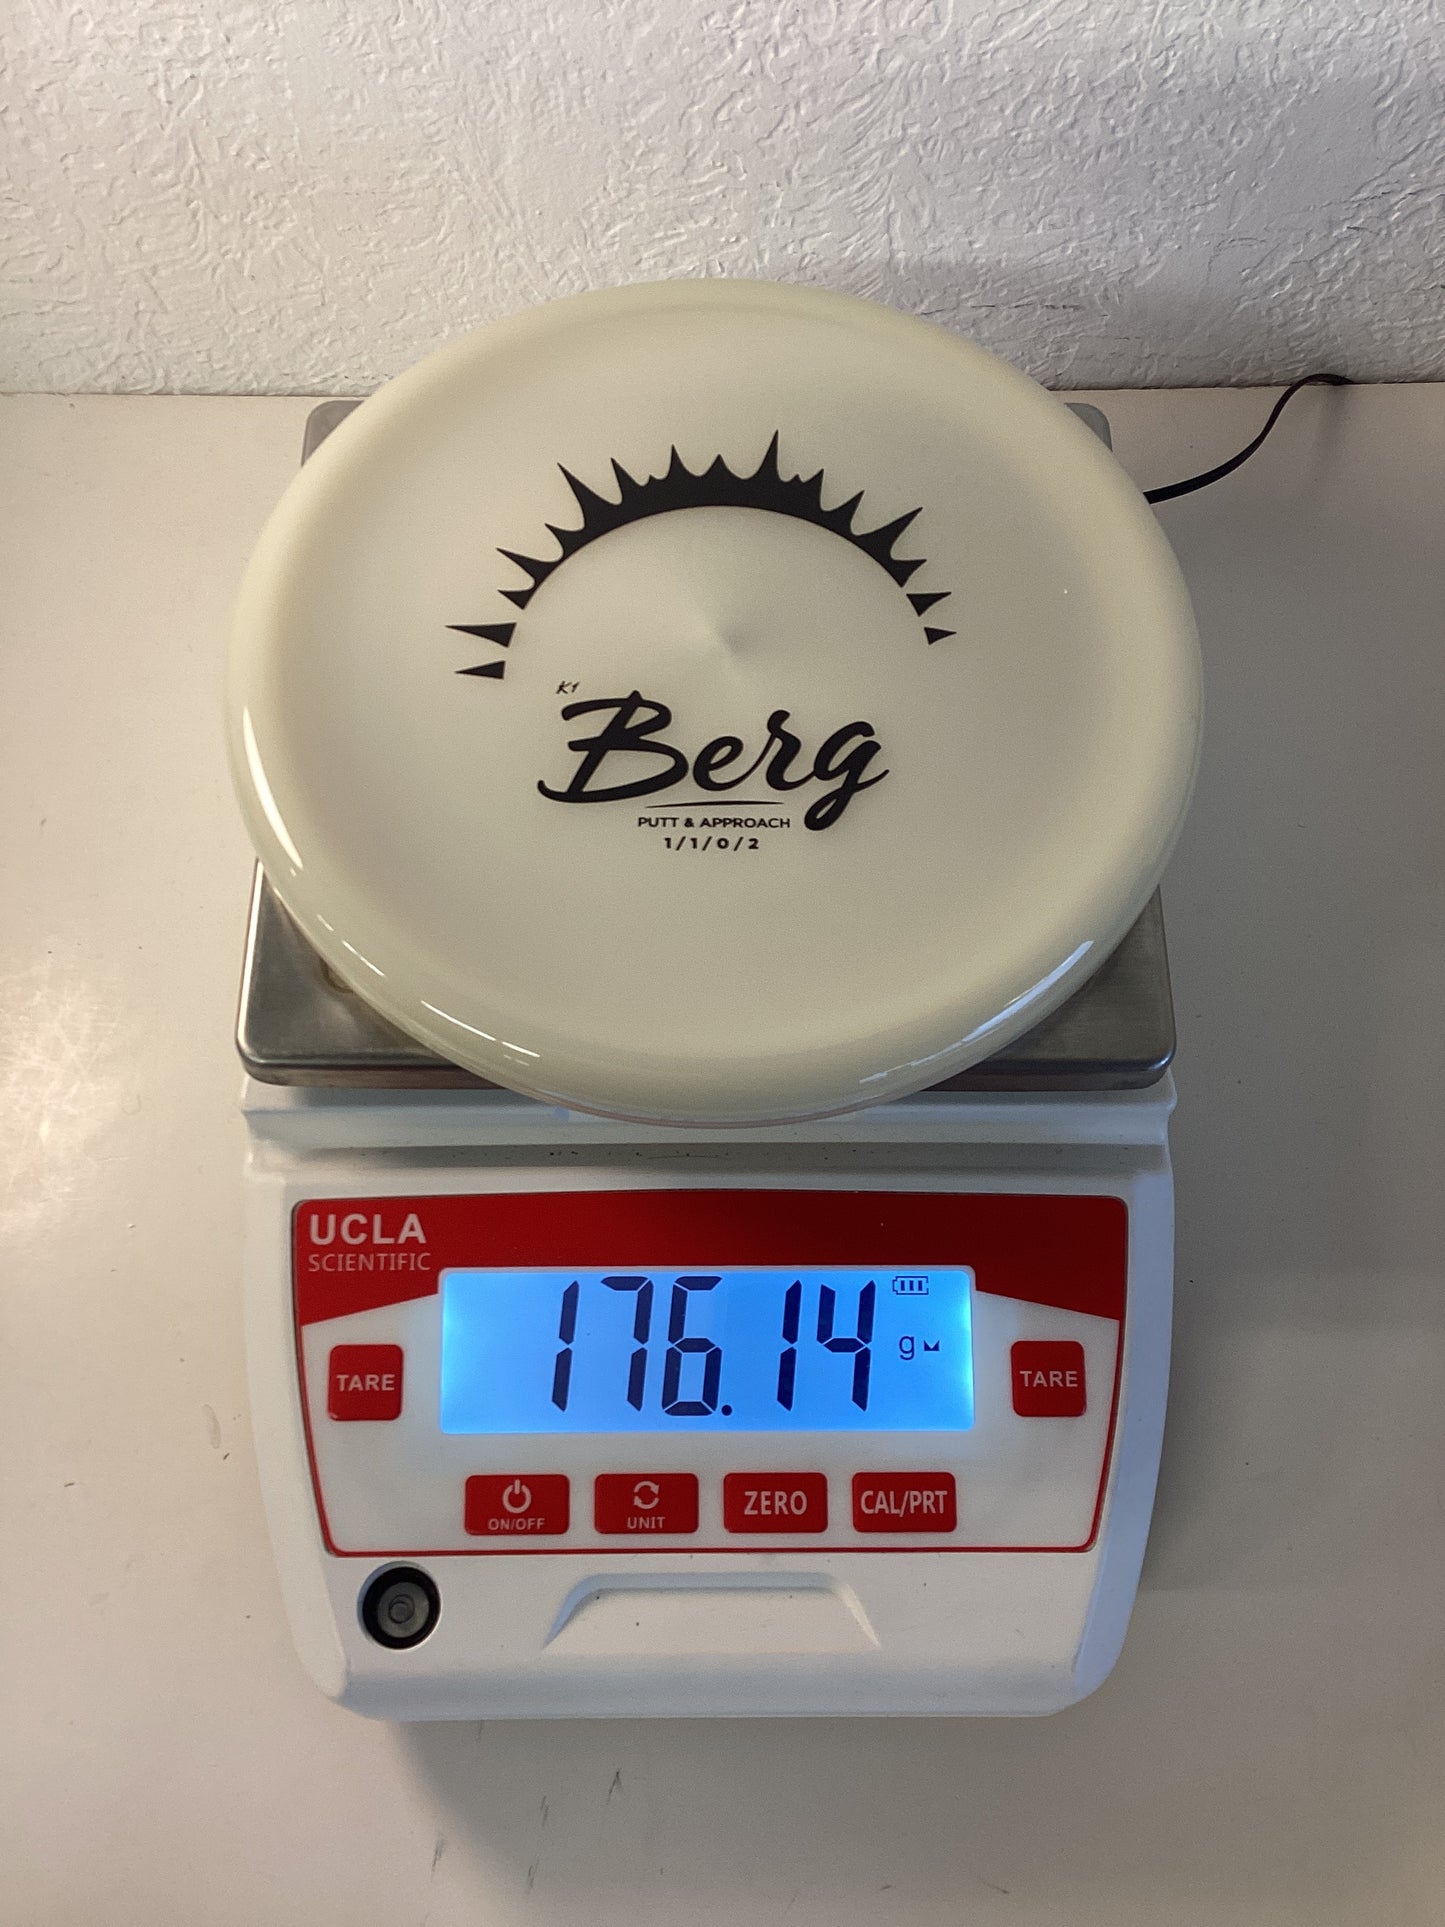 K1
Berg
PUTT & APPROACH
1/1/0/2
UCLA
SCIENTIFIC
176.14
g
TARE
TARE
ON/OFF
UNIT
ZERO
CAL/PRT